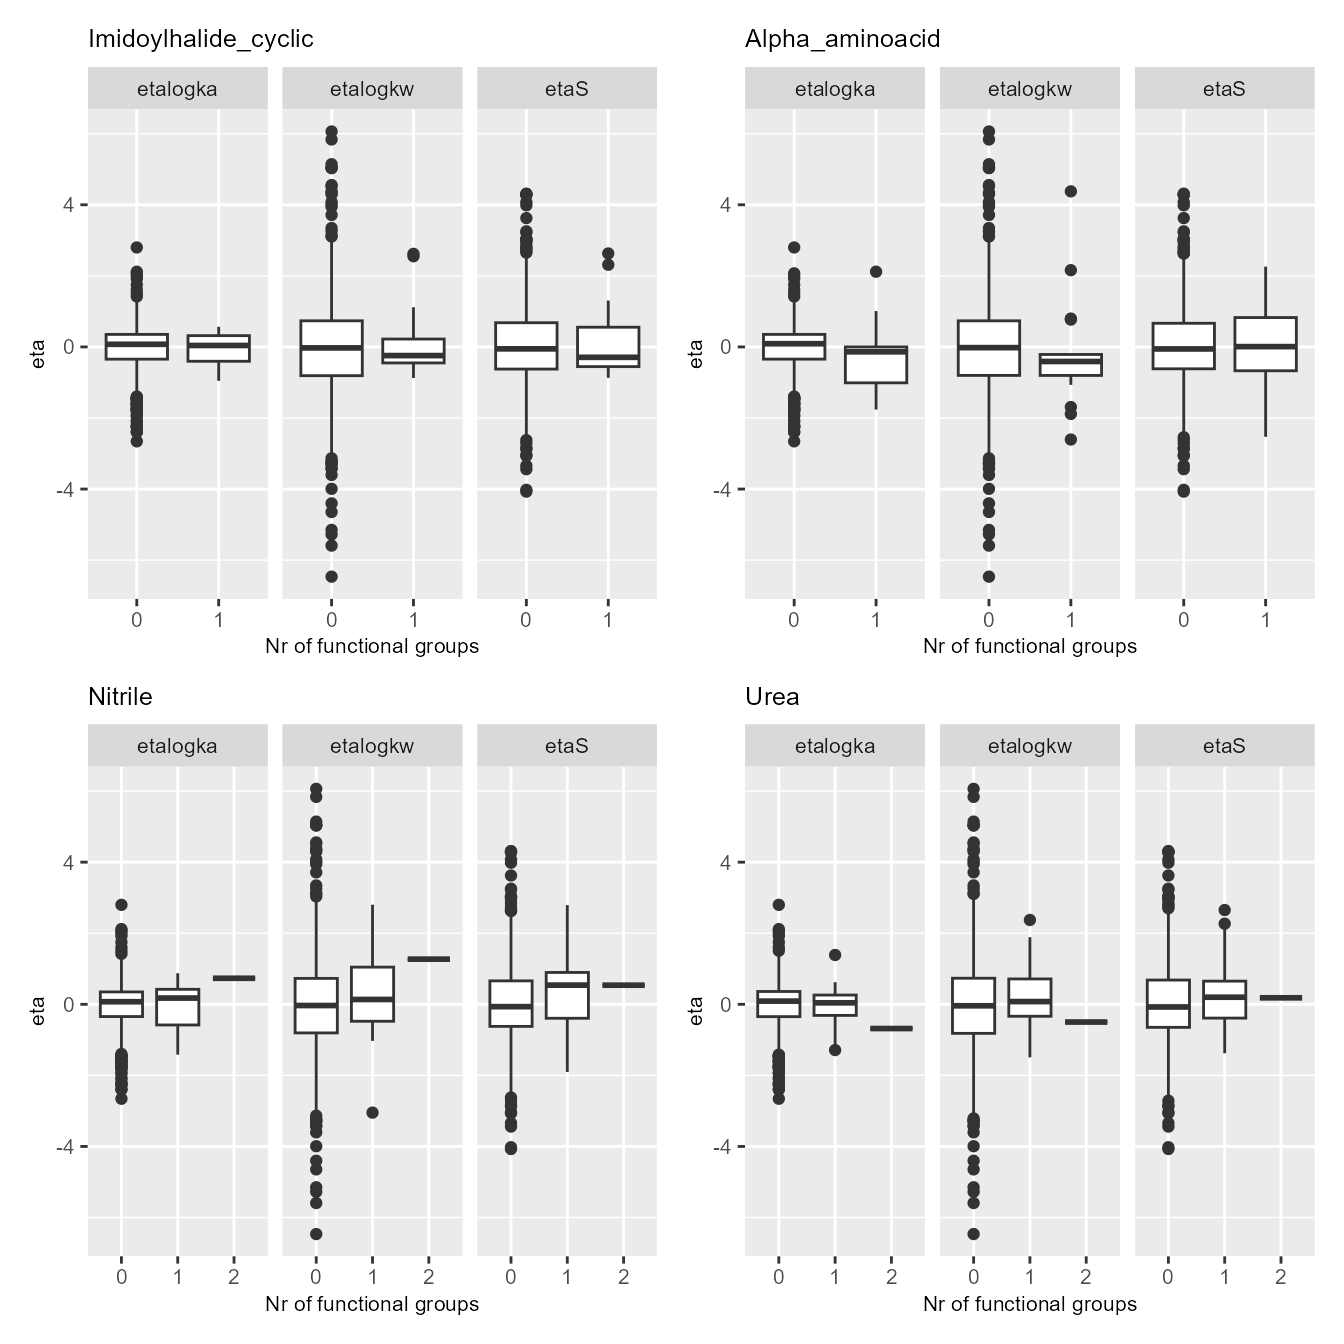 Imidoylhalide_cyclic
etalogka etalogkw etaS
eta
4
0
-4
0 1 0 1 0 1
Nr of functional groups
Alpha_aminoacid
etalogka etalogkw etaS
eta
4
0
-4
0 1 0 1 0 1
Nr of functional groups
Nitrile
etalogka etalogkw etaS
eta
4
0
-4
0 1 2 0 1 2 0 1 2
Nr of functional groups
Urea
etalogka etalogkw etaS
eta
4
0
-4
0 1 2 0 1 2 0 1 2
Nr of functional groups